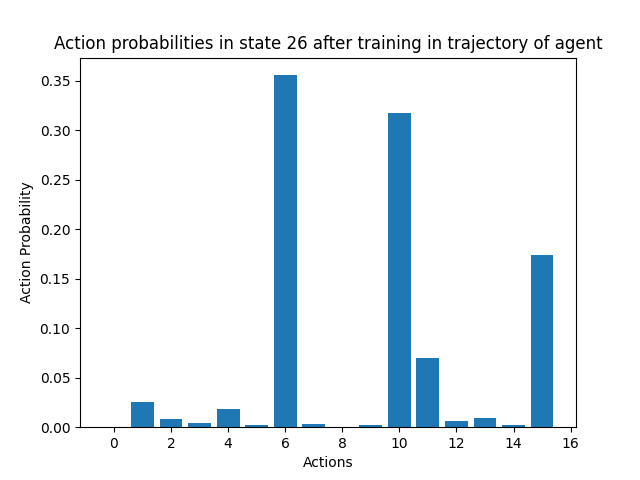 Action probabilities in state 26 after training in trajectory of agent
0.35
0.30
0.25
0.20
0.15
0.10
0.05
0.00
Action Probability
0 2 4 6 8 10 12 14 16
Actions